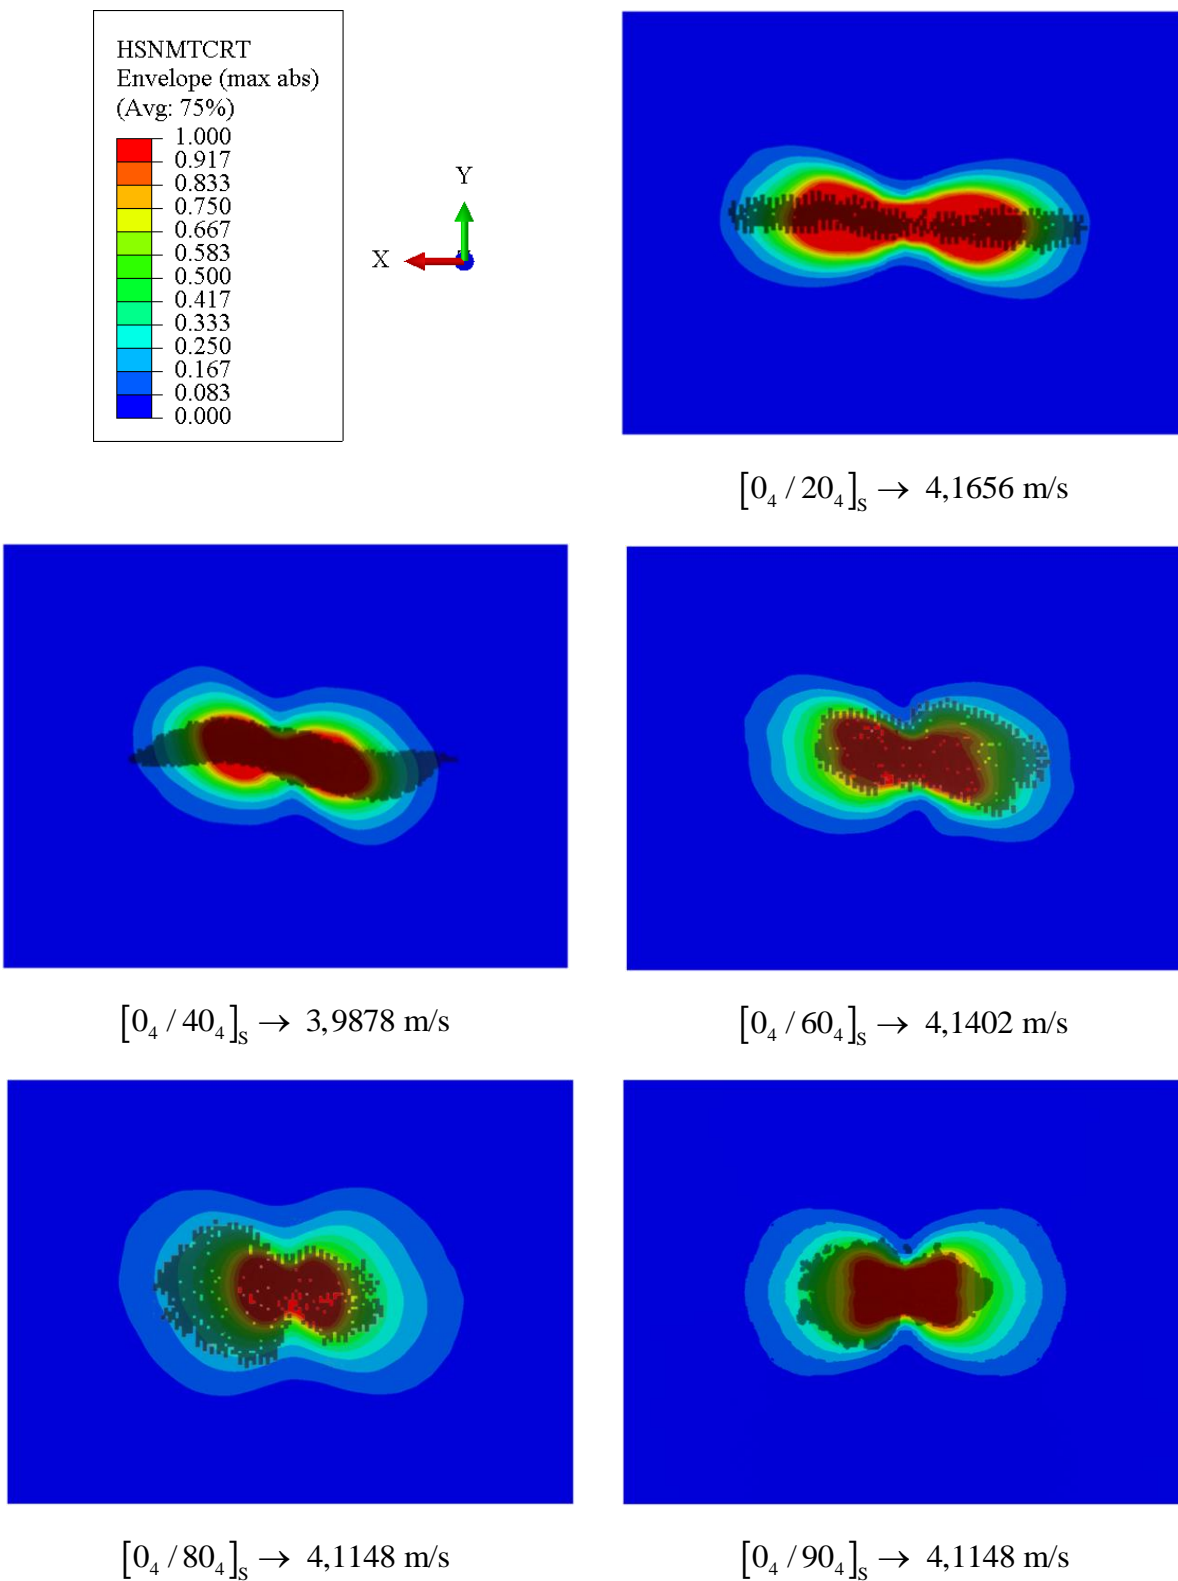 HSNMTCRT
Envelope (max abs)
(Avg: 75%)
1.000
0.917
0.833
0.750
0.667
0.583
0.500
0.417
0.333
0.250
0.167
0.083
0.000
Y
X
[0₄ / 20₄]ₛ → 4,1656 m/s
[0₄ / 40₄]ₛ → 3,9878 m/s
[0₄ / 60₄]ₛ → 4,1402 m/s
[0₄ / 80₄]ₛ → 4,1148 m/s
[0₄ / 90₄]ₛ → 4,1148 m/s